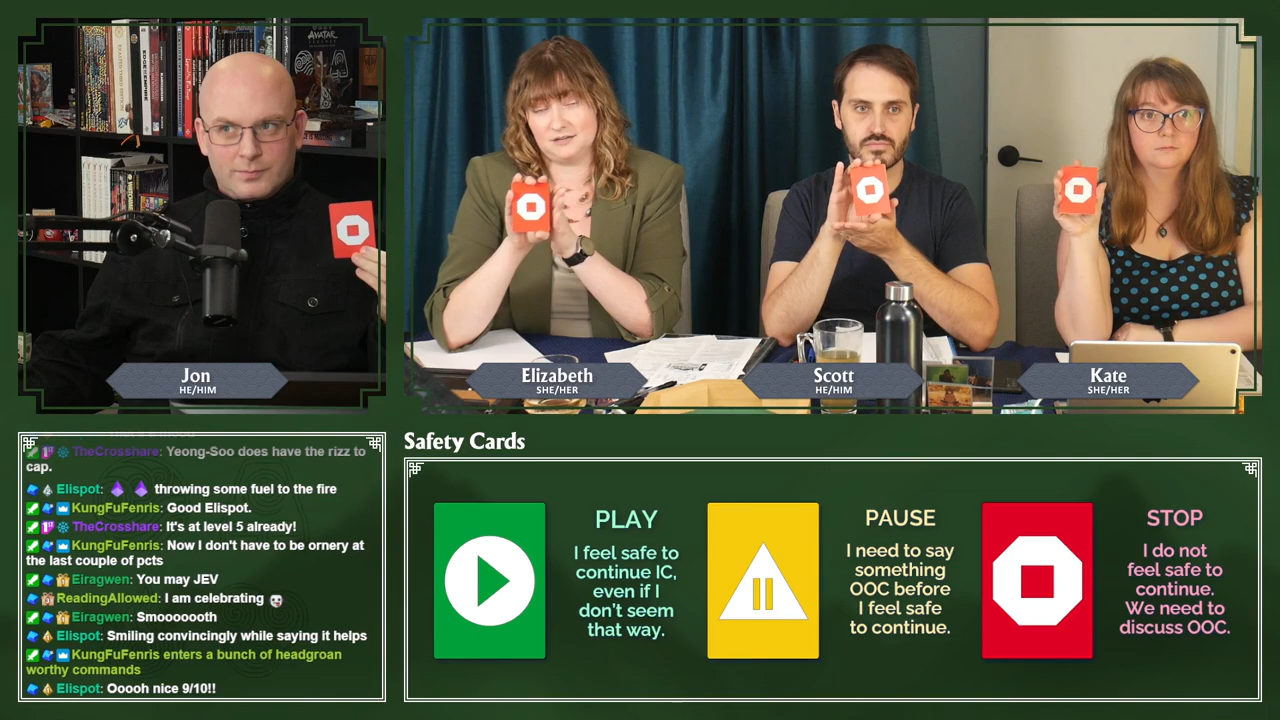 AVATAR
Jon
HE/HIM
Elizabeth
SHE/HER
Scott
HE/HIM
Kate
SHE/HER
TheCrosshare: Yeong-Soo does have the rizz to
cap.
Elispot: throwing some fuel to the fire
KungFuFenris: Good Elispot.
TheCrosshare: It's at level 5 already!
KungFuFenris: Now I don't have to be ornery at
the last couple of pcts
Eiragwen: You may JEV
ReadingAllowed: I am celebrating
Eiragwen: Smooooooth
Elispot: Smiling convincingly while saying it helps
KungFuFenris enters a bunch of headgroan
worthy commands
Elispot: Ooooh nice 9/10!!
Safety Cards
PLAY
I feel safe to
continue IC,
even if I
don't seem
that way.
PAUSE
I need to say
something
OOC before
I feel safe
to continue.
STOP
I do not
feel safe to
continue.
We need to
discuss OOC.